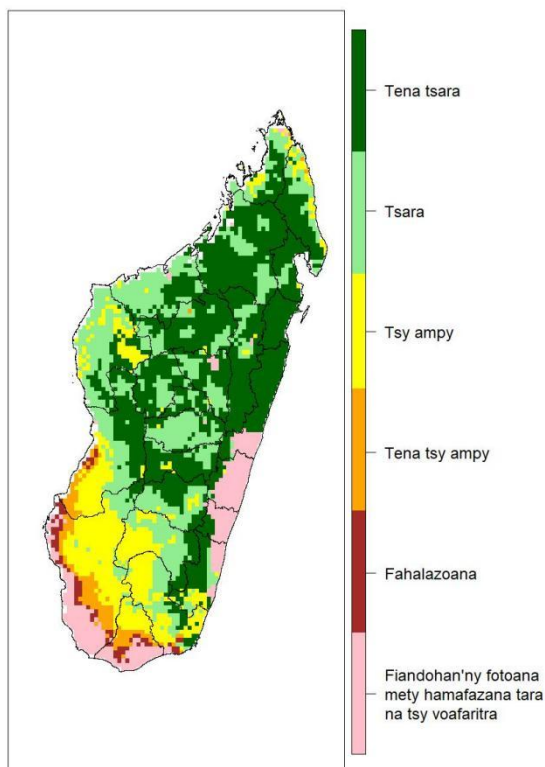 Tena tsara
Tsara
Tsy ampy
Tena tsy ampy
Fahalazoana
Fiandohan'ny fotoana
mety hamafazana tara
na tsy voafaritra